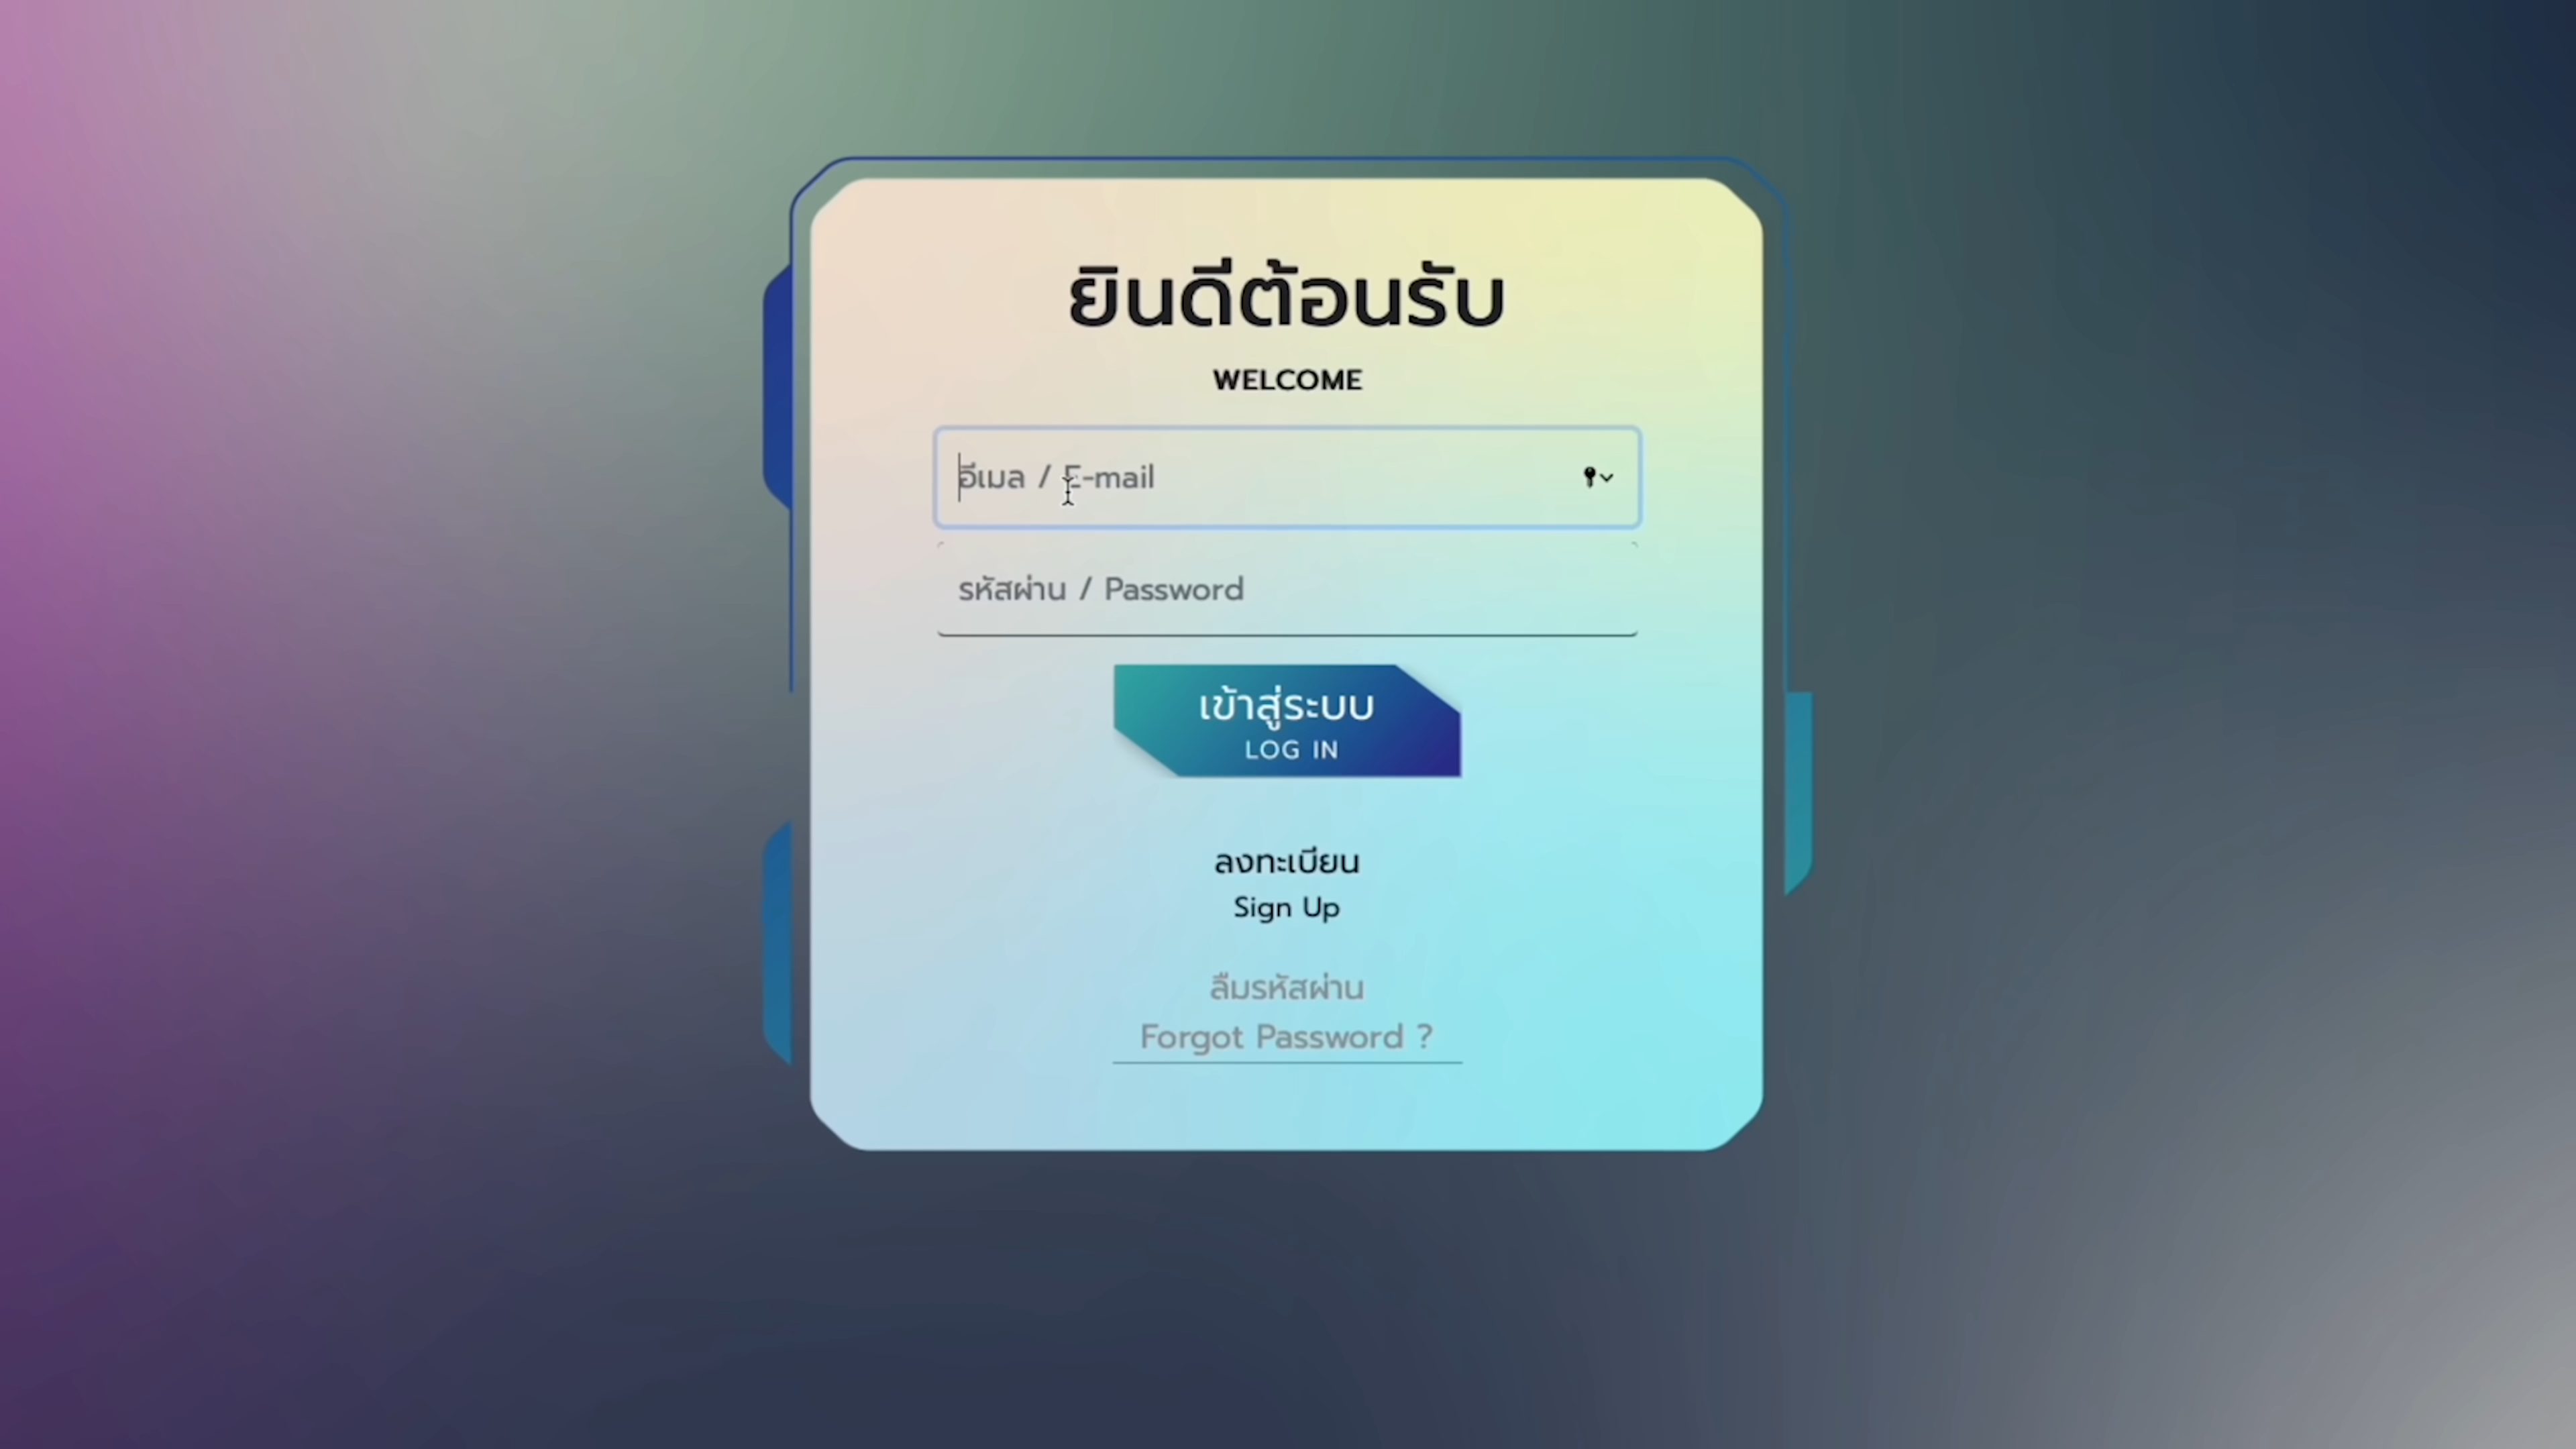 ยินดีต้อนรับ
WELCOME
อีเมล / E-mail
รหัสผ่าน / Password
เข้าสู่ระบบ
LOG IN
ลงทะเบียน
Sign Up
ลืมรหัสผ่าน
Forgot Password ?